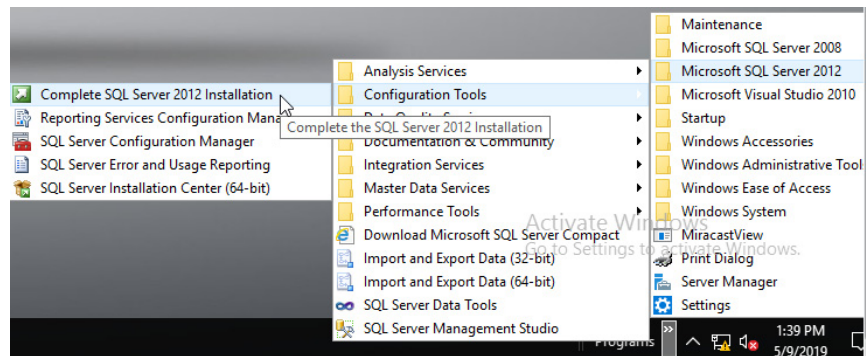 Maintenance
Microsoft SQL Server 2008
Microsoft SQL Server 2012
Microsoft Visual Studio 2010
Startup
Windows Accessories
Windows Administrative Tool
Windows Ease of Access
Windows System
MiracastView
Print Dialog
Server Manager
Settings
Analysis Services
Configuration Tools
Documentation & Community
Integration Services
Master Data Services
Performance Tools
Download Microsoft SQL Server Compact
Import and Export Data (32-bit)
Import and Export Data (64-bit)
SQL Server Data Tools
SQL Server Management Studio
Complete SQL Server 2012 Installation
Reporting Services Configuration Mana
SQL Server Configuration Manager
SQL Server Error and Usage Reporting
SQL Server Installation Center (64-bit)
Complete the SQL Server 2012 Installation
Activate Windows
Go to Settings to activate Windows.
Programs
1:39 PM
5/9/2019